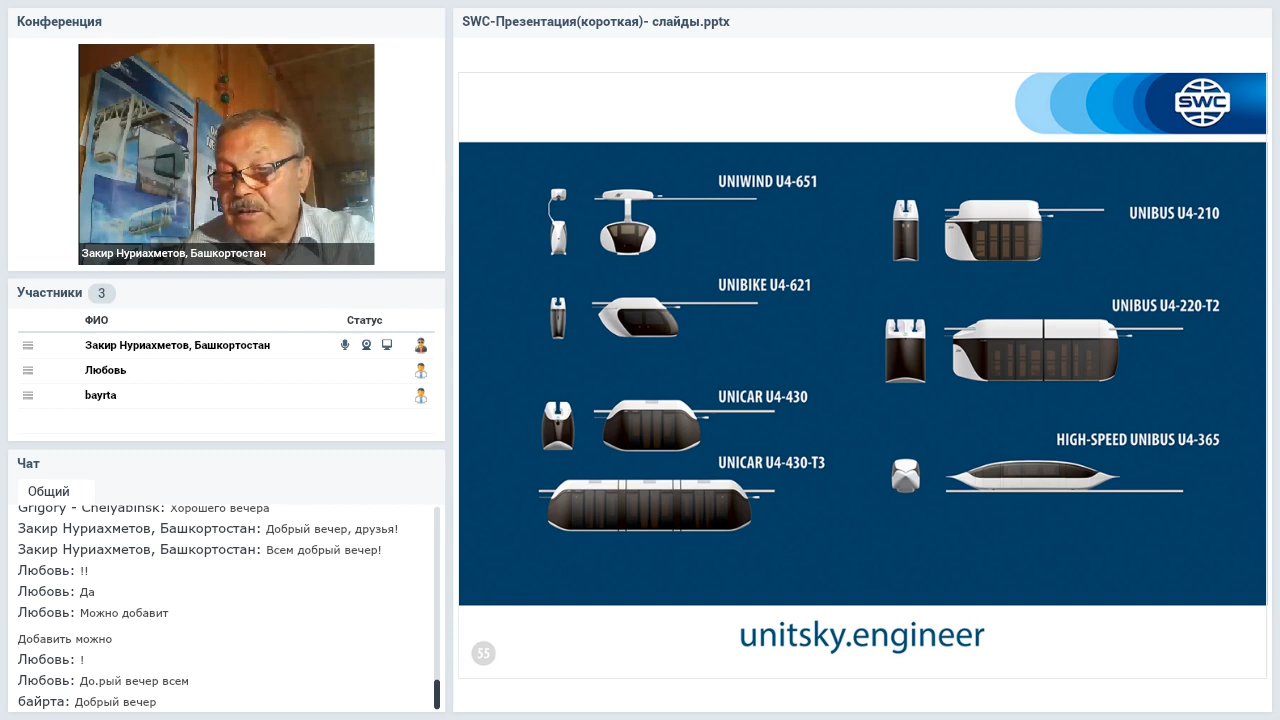 Конференция
Закир Нуриахметов, Башкортостан
Участники 3
ФИО Статус
Закир Нуриахметов, Башкортостан
Любовь
bayrta
Чат
Общий
Grigory - Chelyabinsk: Хорошего вечера
Закир Нуриахметов, Башкортостан: Добрый вечер, друзья!
Закир Нуриахметов, Башкортостан: Всем добрый вечер!
Любовь: !!
Любовь: Да
Любовь: Можно добавит
Добавить можно
Любовь: !
Любовь: До.рый вечер всем
байрта: Добрый вечер
SWC-Презентация(короткая)- слайды.pptx
SWC
UNIWIND U4-651
UNIBIKE U4-621
UNICAR U4-430
UNICAR U4-430-T3
UNIBUS U4-210
UNIBUS U4-220-T2
HIGH-SPEED UNIBUS U4-365
unitsky.engineer
55